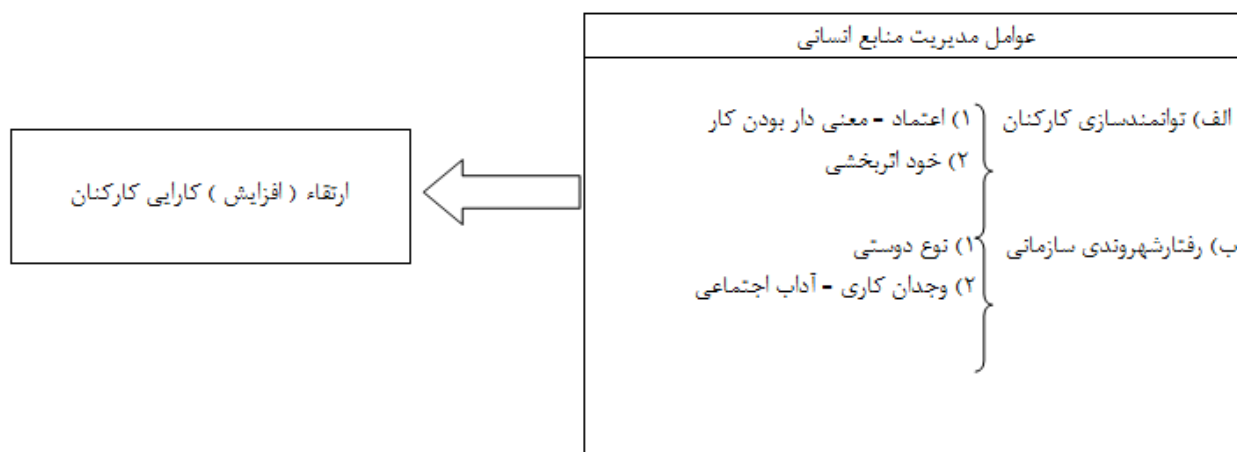 عوامل مدیریت منابع انسانی
الف) توانمندسازی کارکنان ۱) اعتماد - معنی دار بودن کار
۲) خود اثربخشی
ب) رفتارشهروندی سازمانی ۱) نوع دوستی
۲) وجدان کاری - آداب اجتماعی
ارتقاء ( افزایش ) کارایی کارکنان